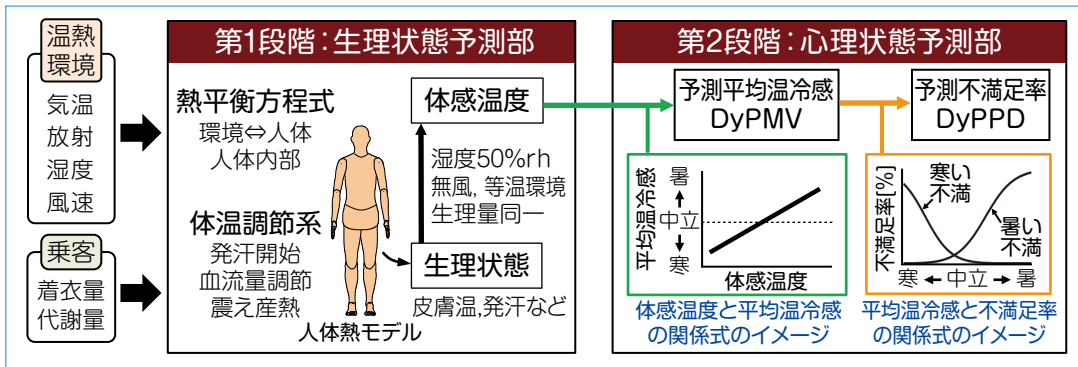 温熱
環境
気温
放射
湿度
風速
乗客
着衣量
代謝量
第1段階:生理状態予測部
熱平衡方程式
環境⇔人体
人体内部
体温調節系
発汗開始
血流量調節
震え産熱
人体熱モデル
体感温度
湿度50%rh
無風, 等温環境
生理量同一
生理状態
皮膚温,発汗など
第2段階:心理状態予測部
予測平均温冷感
DyPMV
予測不満足率
DyPPD
平均温冷感
暑
中立
寒
体感温度
体感温度と平均温冷感
の関係式のイメージ
不満足率[%]
寒い
不満
暑い
不満
寒
中立
暑
平均温冷感と不満足率
の関係式のイメージ